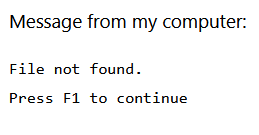 Message from my computer:
File not found.
Press F1 to continue